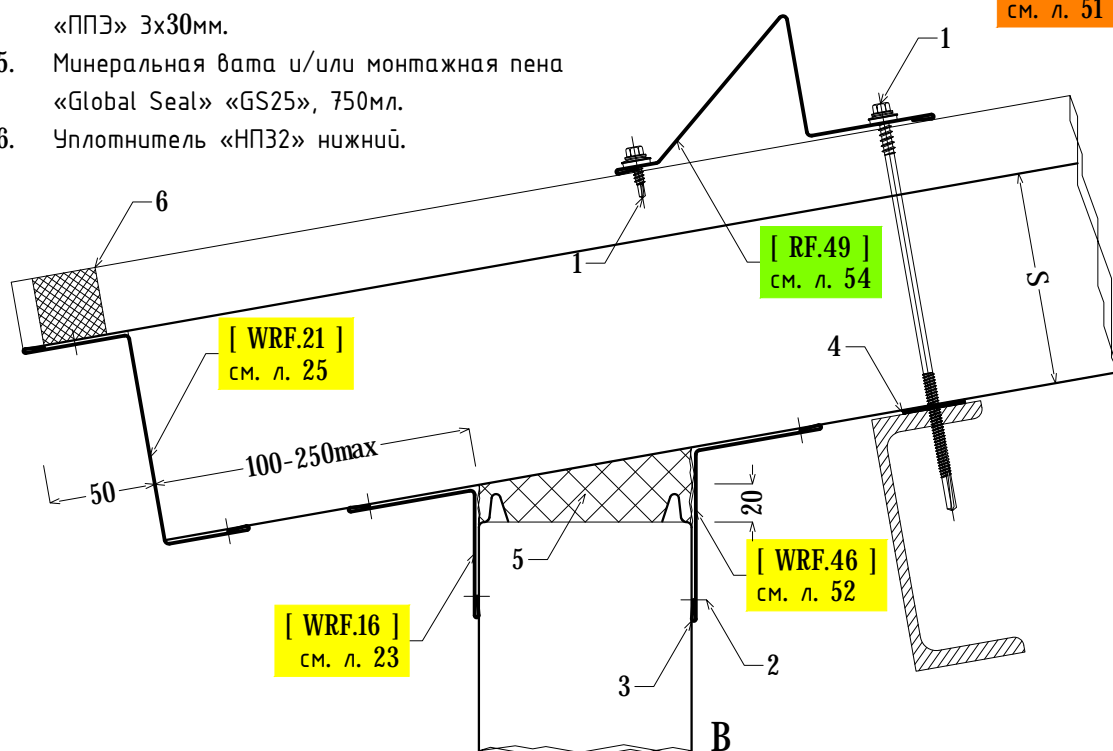 «ППЭ» 3х30мм.
5. Минеральная вата и/или монтажная пена
«Global Seal» «GS25», 750мл.
6. Уплотнитель «НП32» нижний.
см. л. 51
1
6
1
[ RF.49 ]
см. л. 54
S
[ WRF.21 ]
см. л. 25
4
100-250max
50
20
5
[ WRF.46 ]
см. л. 52
[ WRF.16 ]
см. л. 23
3
2
B